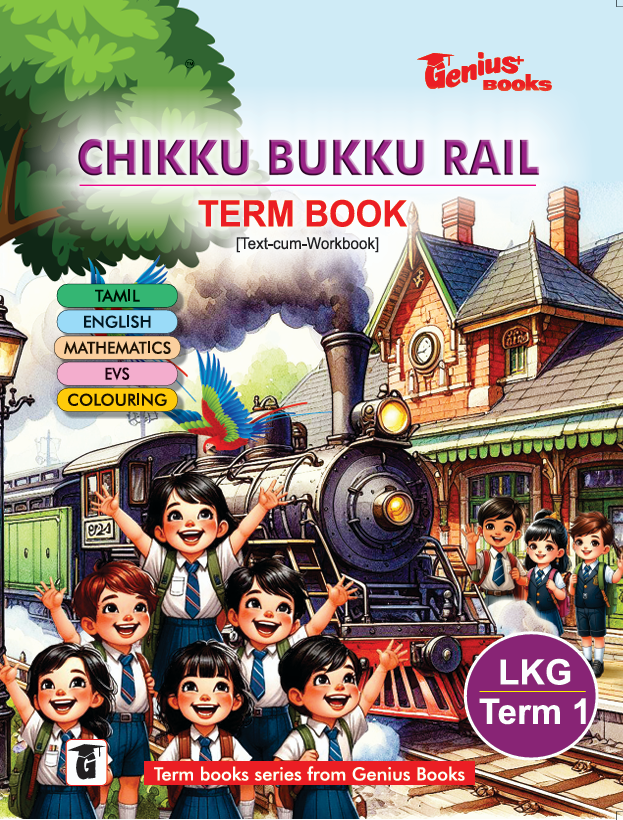 TM
Genius+
BOOKS
CHIKKU BUKKU RAIL
TERM BOOK
[Text-cum-Workbook]
TAMIL
ENGLISH
MATHEMATICS
EVS
COLOURING
LKG
Term 1
G
Term books series from Genius Books